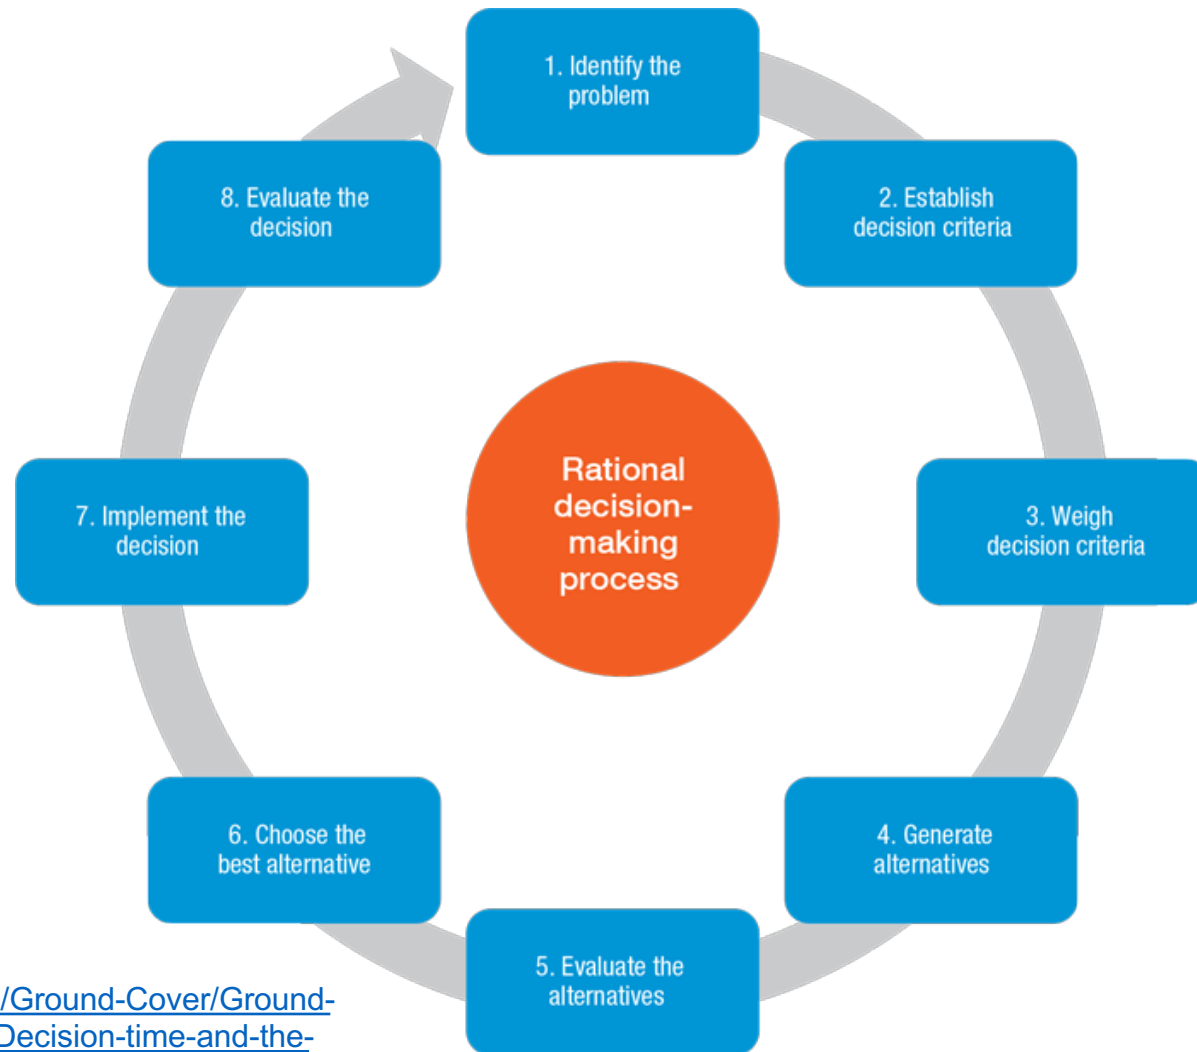 1. Identify the
problem
2. Establish
decision criteria
3. Weigh
decision criteria
4. Generate
alternatives
5. Evaluate the
alternatives
6. Choose the
best alternative
7. Implement the
decision
8. Evaluate the
decision
Rational
decision-
making
process
/Ground-Cover/Ground-
Decision-time-and-the-